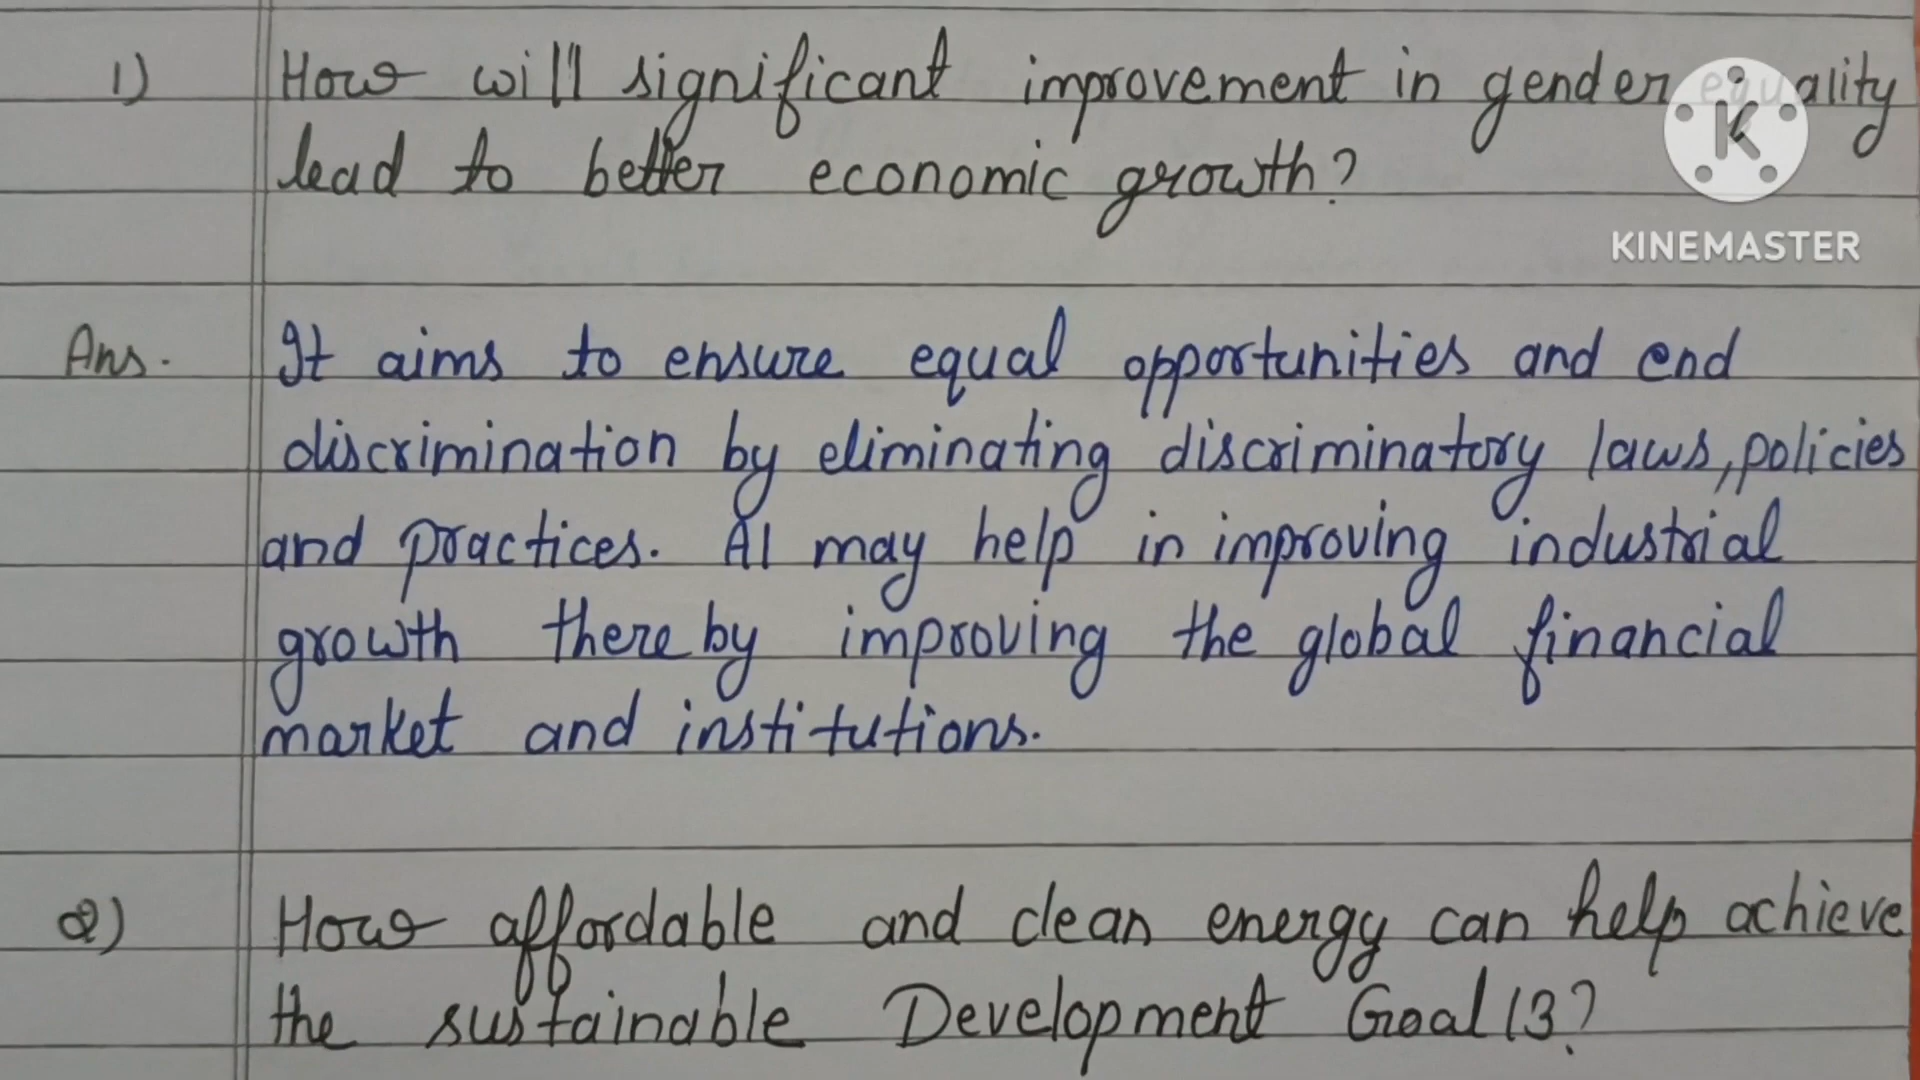 1) How will significant improvement in gender equality
lead to better economic growth?
K
KINEMASTER
Ans. It aims to ensure equal opportunities and end
discrimination by eliminating discriminatory laws, policies
and practices. AI may help in improving industrial
growth thereby improving the global financial
market and institutions.
2) How affordable and clean energy can help achieve
the sustainable Development Goal 13?